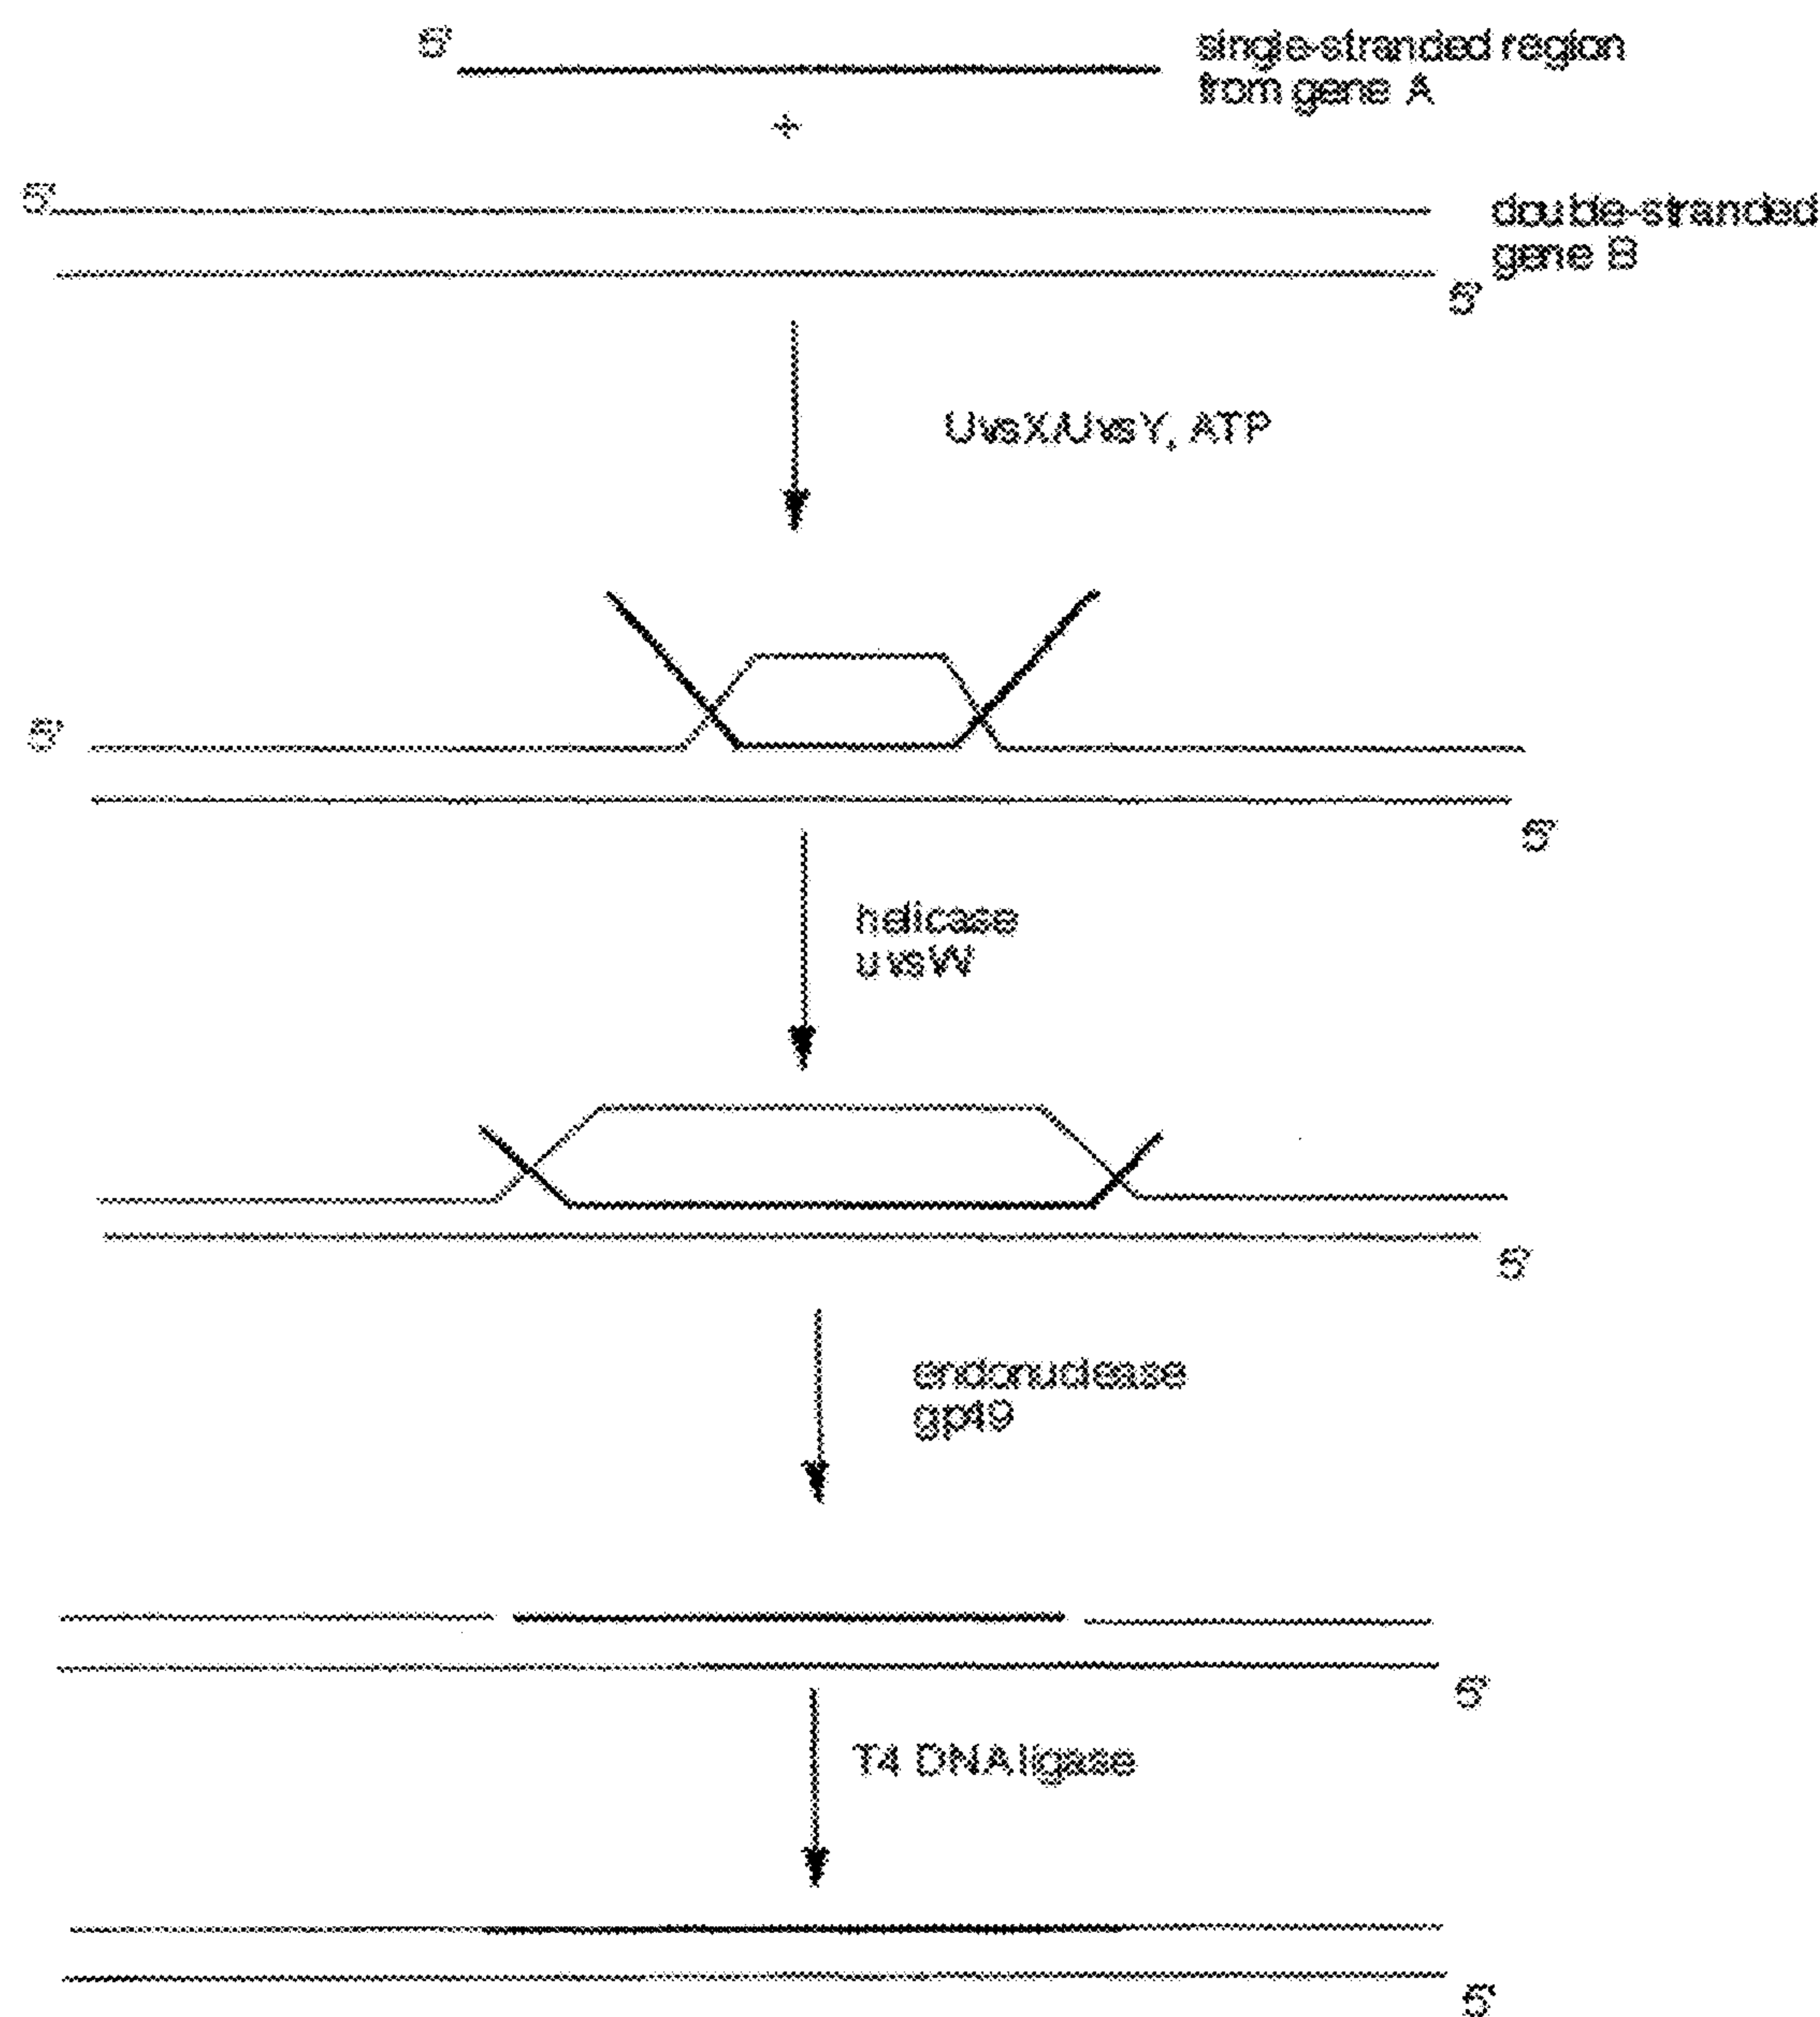 5'
single-stranded region
from gene A
+
5'
double-stranded
gene B
5'
UvsX/UvsY, ATP
5'
5'
helicase
uvsW
5'
endonuclease
gp49
5'
T4 DNA ligase
5'